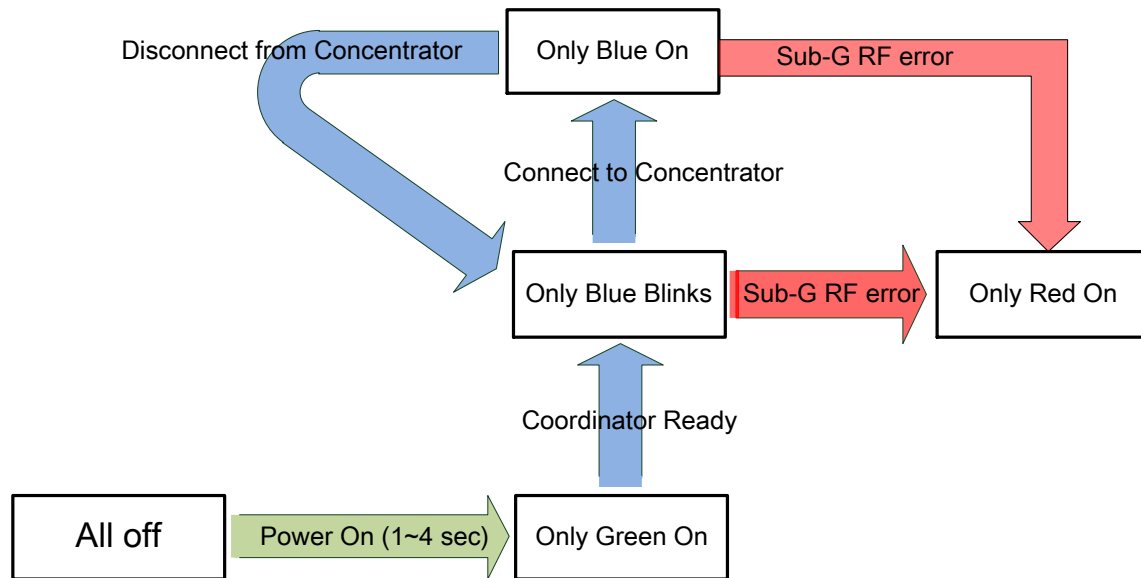 Disconnect from Concentrator
Only Blue On
Sub-G RF error
Connect to Concentrator
Only Blue Blinks
Sub-G RF error
Only Red On
Coordinator Ready
All off
Power On (1~4 sec)
Only Green On